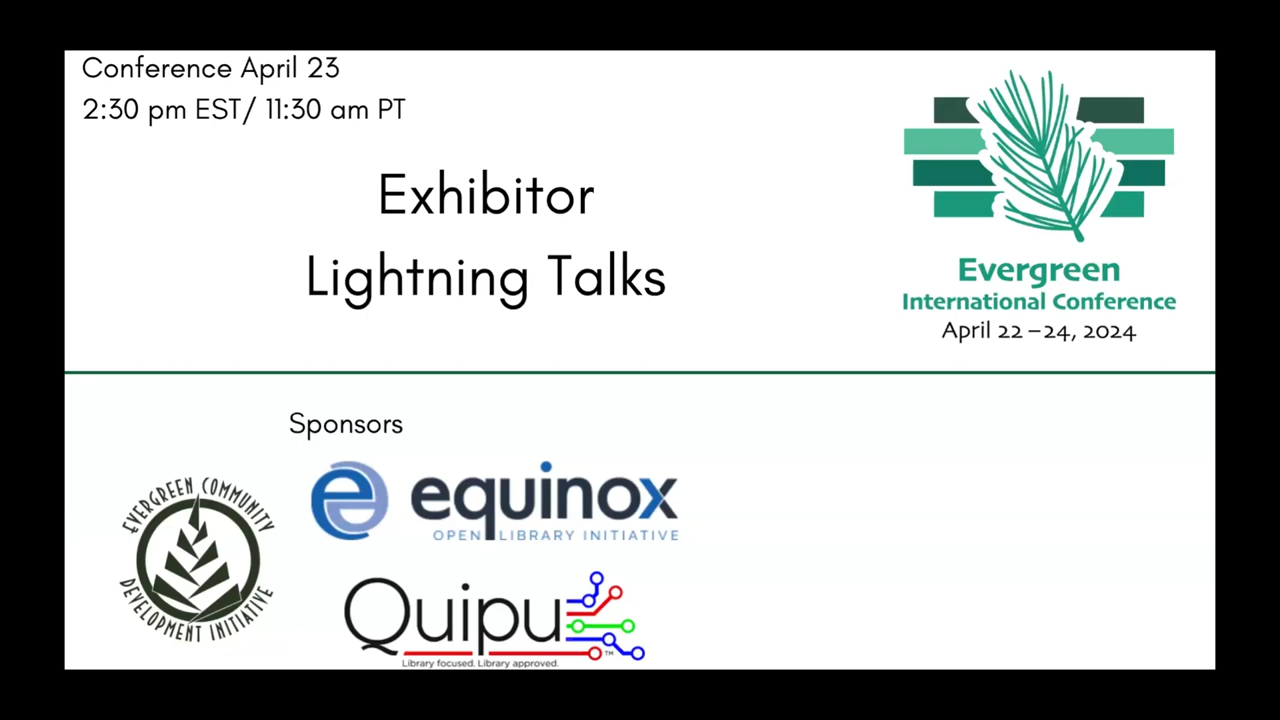 Conference April 23
2:30 pm EST/ 11:30 am PT
Exhibitor
Lightning Talks
Evergreen
International Conference
April 22 – 24, 2024
Sponsors
EVERGREEN COMMUNITY
DEVELOPMENT INITIATIVE
equinox
OPEN LIBRARY INITIATIVE
Quipu
™
Library focused. Library approved.